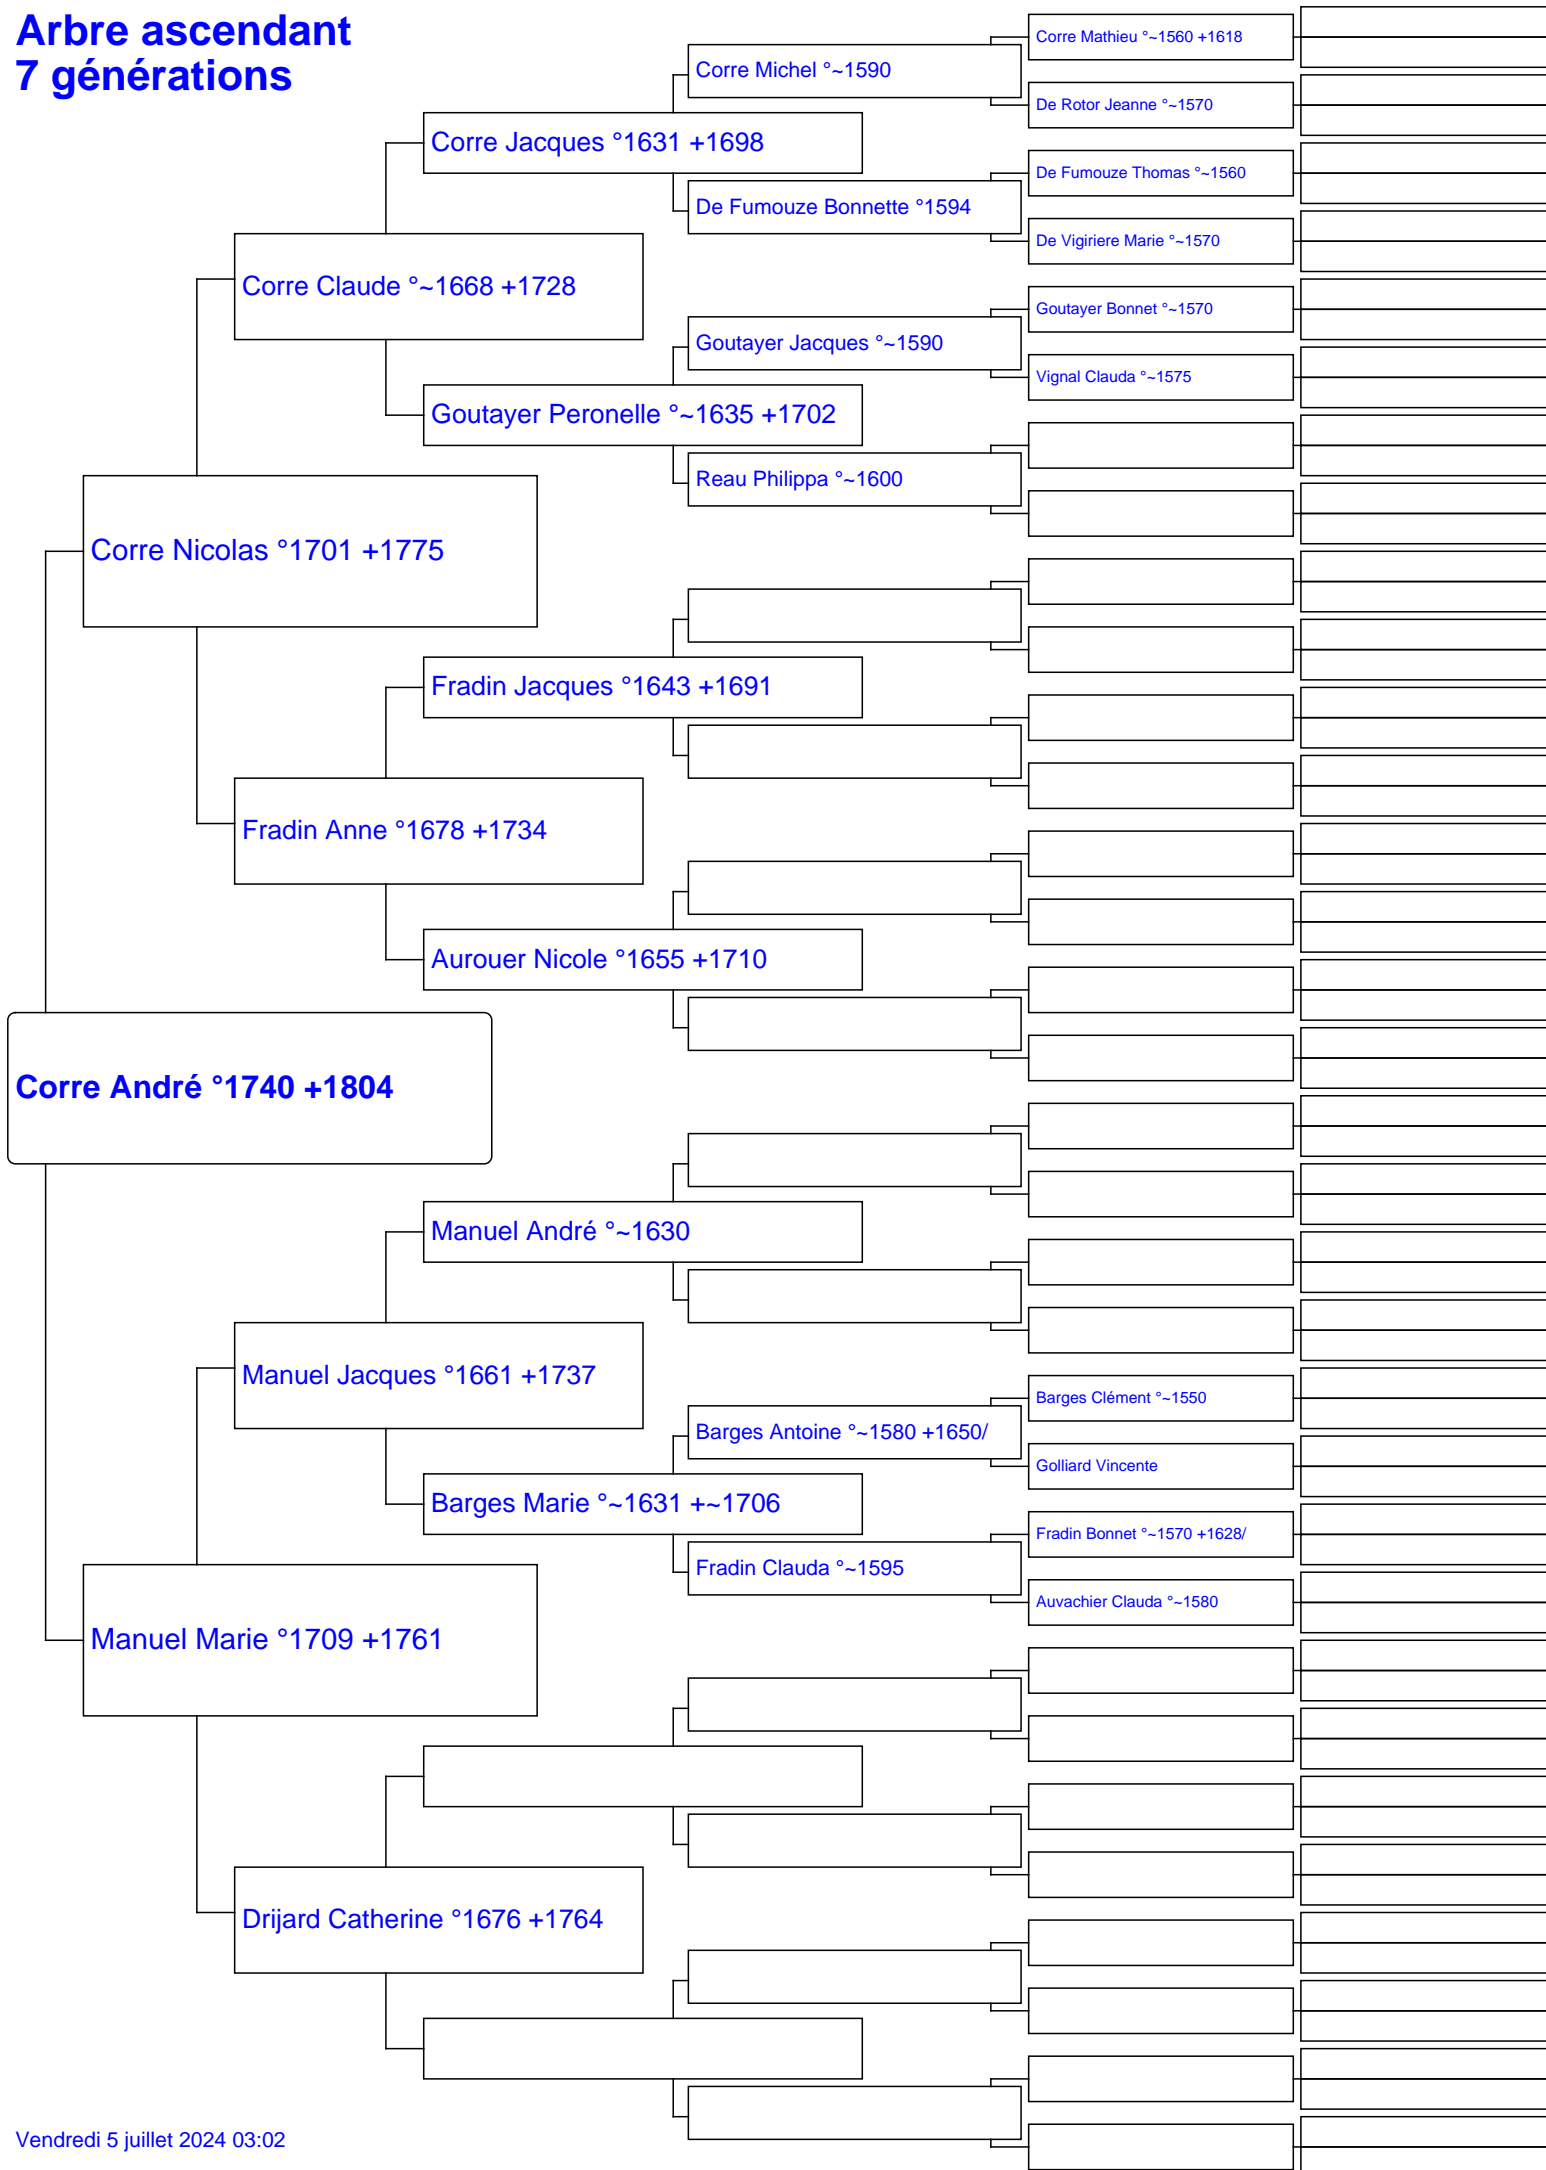 Arbre ascendant
7 générations
Corre Mathieu °~1560 +1618
Corre Michel °~1590
De Rotor Jeanne °~1570
Corre Jacques °1631 +1698
De Fumouze Thomas °~1560
De Fumouze Bonnette °1594
De Vigiriere Marie °~1570
Corre Claude °~1668 +1728
Goutayer Bonnet °~1570
Goutayer Jacques °~1590
Vignal Clauda °~1575
Goutayer Peronelle °~1635 +1702
Reau Philippa °~1600
Corre Nicolas °1701 +1775
Fradin Jacques °1643 +1691
Fradin Anne °1678 +1734
Aurouer Nicole °1655 +1710
Corre André °1740 +1804
Manuel André °~1630
Manuel Jacques °1661 +1737
Barges Clément °~1550
Barges Antoine °~1580 +1650/
Golliard Vincente
Barges Marie °~1631 +~1706
Fradin Bonnet °~1570 +1628/
Fradin Clauda °~1595
Auvachier Clauda °~1580
Manuel Marie °1709 +1761
Drijard Catherine °1676 +1764
Vendredi 5 juillet 2024 03:02